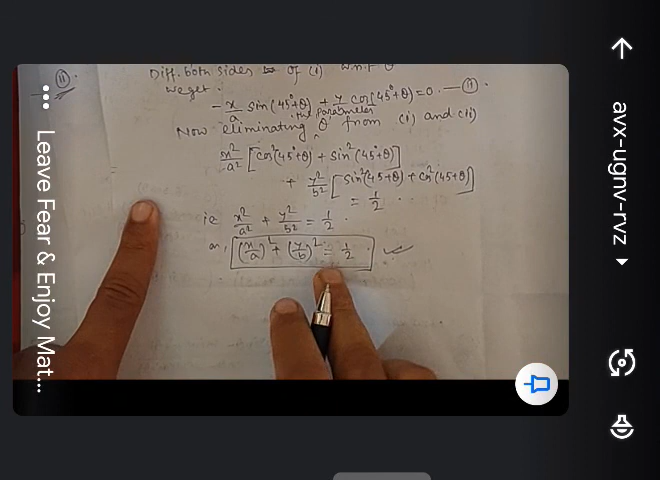 Diff. both sides of (i) w.r.t θ
we get:
- x/a sin(45°+θ) + y/b cos(45°+θ) = 0. — (ii).
Now eliminating the parameter θ from (i) and (ii)
x²/a² [cos²(45°+θ) + sin²(45°+θ)]
+ y²/b² [sin²(45+θ) + cos²(45+θ)]
= 1/2
ie x²/a² + y²/b² = 1/2.
or, (x/a)² + (y/b)² = 1/2.
Leave Fear & Enjoy Mat...
avx-ugnv-rvz